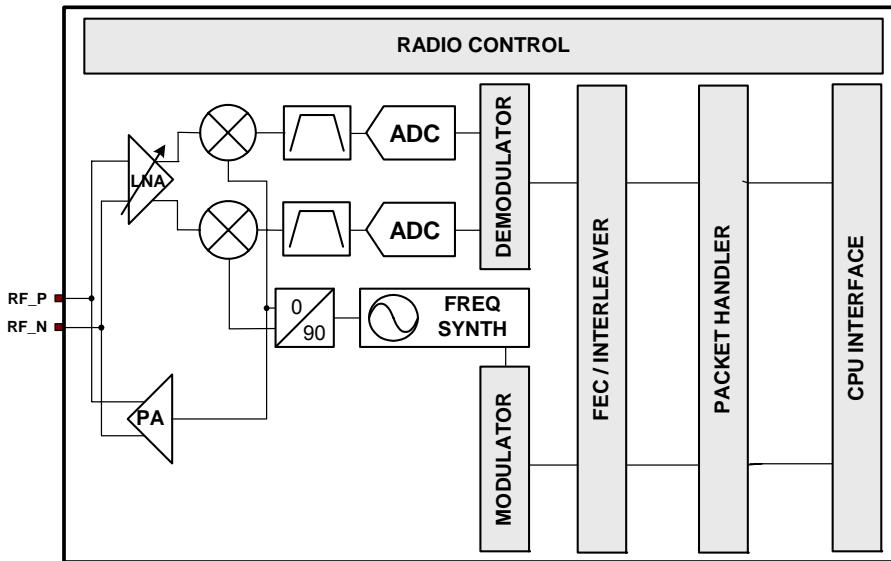 RADIO CONTROL
LNA
ADC
ADC
DEMODULATOR
FEC / INTERLEAVER
PACKET HANDLER
CPU INTERFACE
RF_P
RF_N
0
90
FREQ
SYNTH
PA
MODULATOR